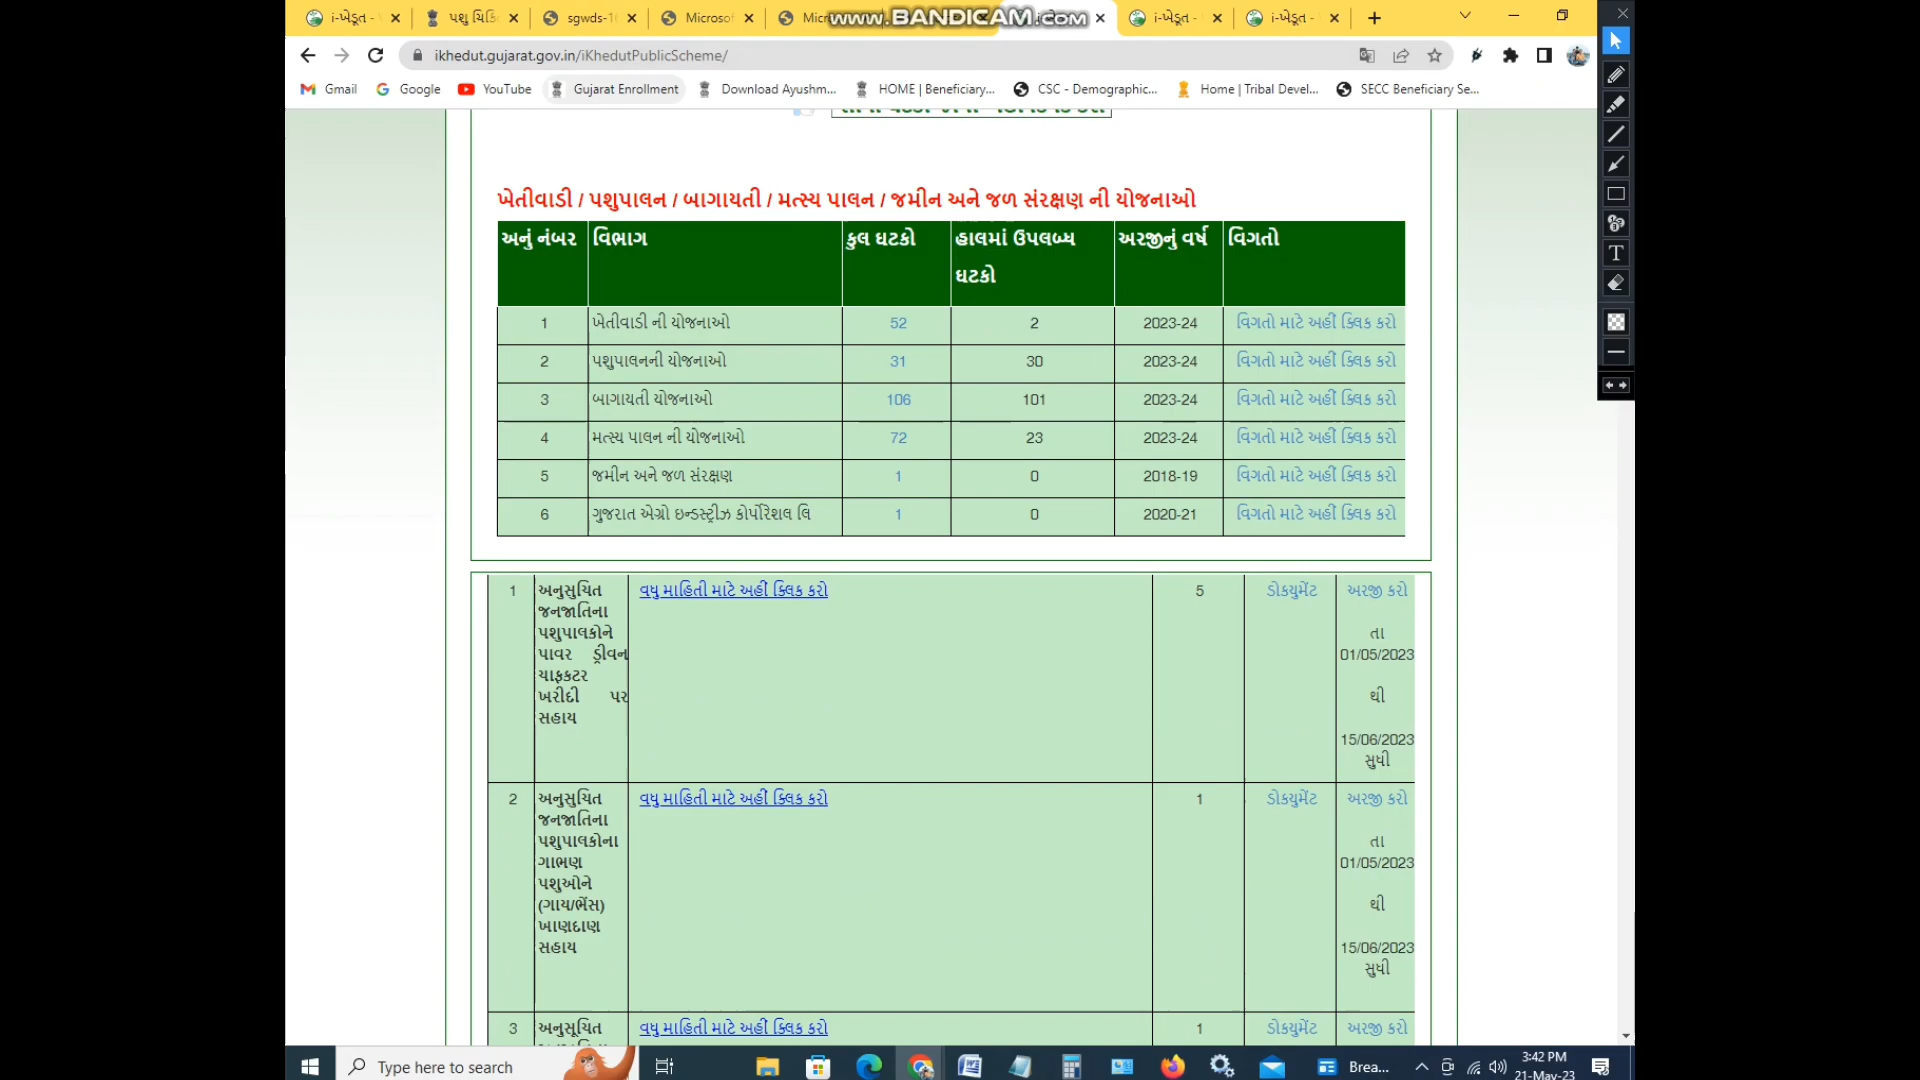 i-ખેડૂત -
પશુ ચિકિ
sgwds-1
Microsof
Mic
www.BANDICAM.com
i-ખેડૂત -
i-ખેડૂત -
ikhedut.gujarat.gov.in/iKhedutPublicScheme/
Gmail
Google
YouTube
Gujarat Enrollment
Download Ayushm...
HOME | Beneficiary...
CSC - Demographic...
Home | Tribal Devel...
SECC Beneficiary Se...
ખેતીવાડી / પશુપાલન / બાગાયતી / મત્સ્ય પાલન / જમીન અને જળ સંરક્ષણ ની યોજનાઓ
અનું નંબર વિભાગ કુલ ઘટકો હાલમાં ઉપલબ્ધ ઘટકો અરજીનું વર્ષ વિગતો
1 ખેતીવાડી ની યોજનાઓ 52 2 2023-24 વિગતો માટે અહીં ક્લિક કરો
2 પશુપાલનની યોજનાઓ 31 30 2023-24 વિગતો માટે અહીં ક્લિક કરો
3 બાગાયતી યોજનાઓ 106 101 2023-24 વિગતો માટે અહીં ક્લિક કરો
4 મત્સ્ય પાલન ની યોજનાઓ 72 23 2023-24 વિગતો માટે અહીં ક્લિક કરો
5 જમીન અને જળ સંરક્ષણ 1 0 2018-19 વિગતો માટે અહીં ક્લિક કરો
6 ગુજરાત એગ્રો ઇન્ડસ્ટ્રીઝ કોર્પોરેશલ લિ 1 0 2020-21 વિગતો માટે અહીં ક્લિક કરો
1 અનુસુચિત વધુ માહિતી માટે અહીં ક્લિક કરો 5 ડોકયુમેંટ અરજી કરો
જનજાતિના
પશુપાલકોને તા
પાવર ડ્રીવન 01/05/2023
ચાફકટર
ખરીદી પર થી
સહાય
15/06/2023
સુધી
2 અનુસુચિત વધુ માહિતી માટે અહીં ક્લિક કરો 1 ડોકયુમેંટ અરજી કરો
જનજાતિના
પશુપાલકોના તા
ગાભણ 01/05/2023
પશુઓને
(ગાય/ભેંસ) થી
ખાણદાણ
સહાય 15/06/2023
સુધી
3 અનુસૂચિત વધુ માહિતી માટે અહીં ક્લિક કરો 1 ડોકયુમેંટ અરજી કરો
Type here to search
Brea...
3:42 PM
21-May-23